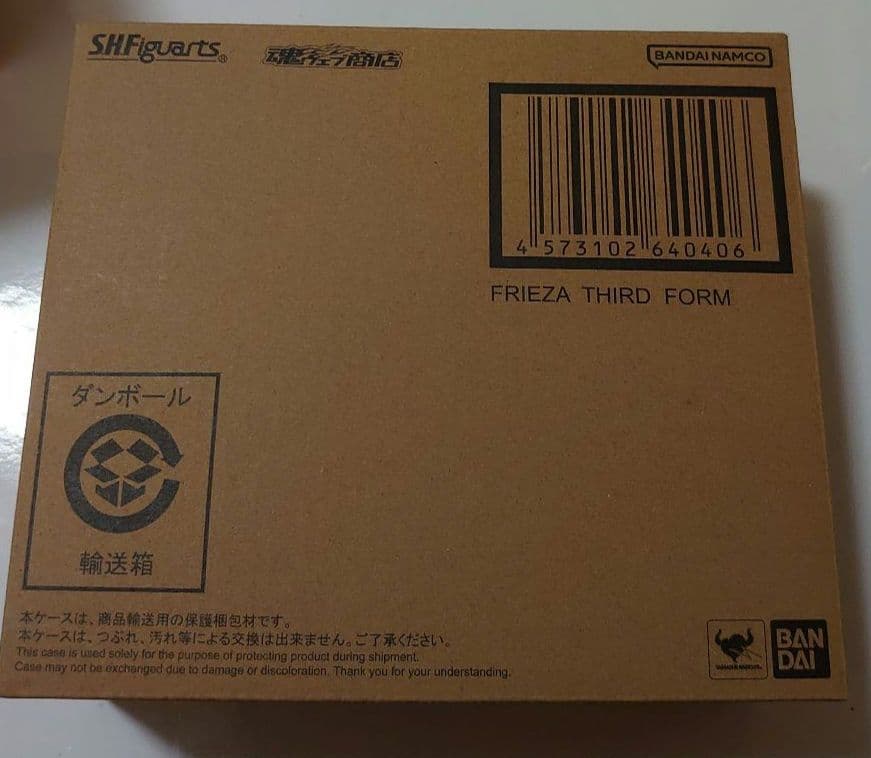 S.H.Figuarts®
魂ウェブ商店
BANDAI NAMCO
4 573102 640406
FRIEZA THIRD FORM
ダンボール
輸送箱
本ケースは、商品輸送用の保護梱包材です。
本ケースは、つぶれ、汚れ等による交換は出来ません。ご了承ください。
This case is used solely for the purpose of protecting product during shipment.
Case may not be exchanged due to damage or discoloration. Thank you for your understanding.
BAN
DAI